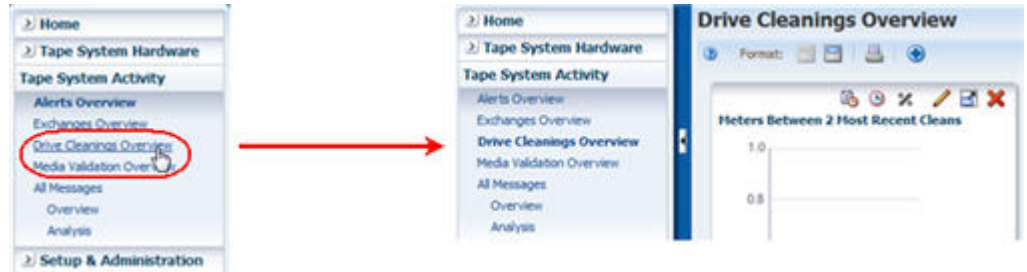 Home
Tape System Hardware
Tape System Activity
Alerts Overview
Exchanges Overview
Drive Cleanings Overview
Media Validation Overview
All Messages
Overview
Analysis
Setup & Administration
Home
Tape System Hardware
Tape System Activity
Alerts Overview
Exchanges Overview
Drive Cleanings Overview
Media Validation Overview
All Messages
Overview
Analysis
Drive Cleanings Overview
Format:
Meters Between 2 Most Recent Cleans
1.0
0.5